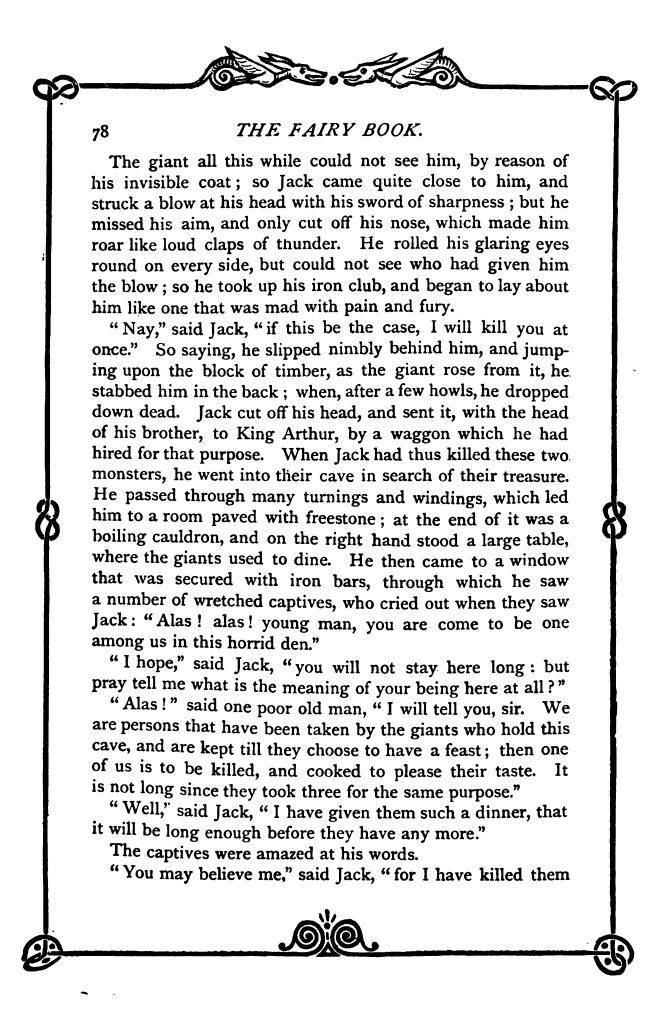 78 THE FAIRY BOOK.
The giant all this while could not see him, by reason of
his invisible coat; so Jack came quite close to him, and
struck a blow at his head with his sword of sharpness; but he
missed his aim, and only cut off his nose, which made him
roar like loud claps of thunder. He rolled his glaring eyes
round on every side, but could not see who had given him
the blow; so he took up his iron club, and began to lay about
him like one that was mad with pain and fury.
“Nay,” said Jack, “if this be the case, I will kill you at
once.” So saying, he slipped nimbly behind him, and jump-
ing upon the block of timber, as the giant rose from it, he
stabbed him in the back; when, after a few howls, he dropped
down dead. Jack cut off his head, and sent it, with the head
of his brother, to King Arthur, by a waggon which he had
hired for that purpose. When Jack had thus killed these two
monsters, he went into their cave in search of their treasure.
He passed through many turnings and windings, which led
him to a room paved with freestone; at the end of it was a
boiling cauldron, and on the right hand stood a large table,
where the giants used to dine. He then came to a window
that was secured with iron bars, through which he saw
a number of wretched captives, who cried out when they saw
Jack: “Alas! alas! young man, you are come to be one
among us in this horrid den.”
“I hope,” said Jack, “you will not stay here long: but
pray tell me what is the meaning of your being here at all?”
“Alas!” said one poor old man, “I will tell you, sir. We
are persons that have been taken by the giants who hold this
cave, and are kept till they choose to have a feast; then one
of us is to be killed, and cooked to please their taste. It
is not long since they took three for the same purpose.”
“Well,” said Jack, “I have given them such a dinner, that
it will be long enough before they have any more.”
The captives were amazed at his words.
“You may believe me,” said Jack, “for I have killed them